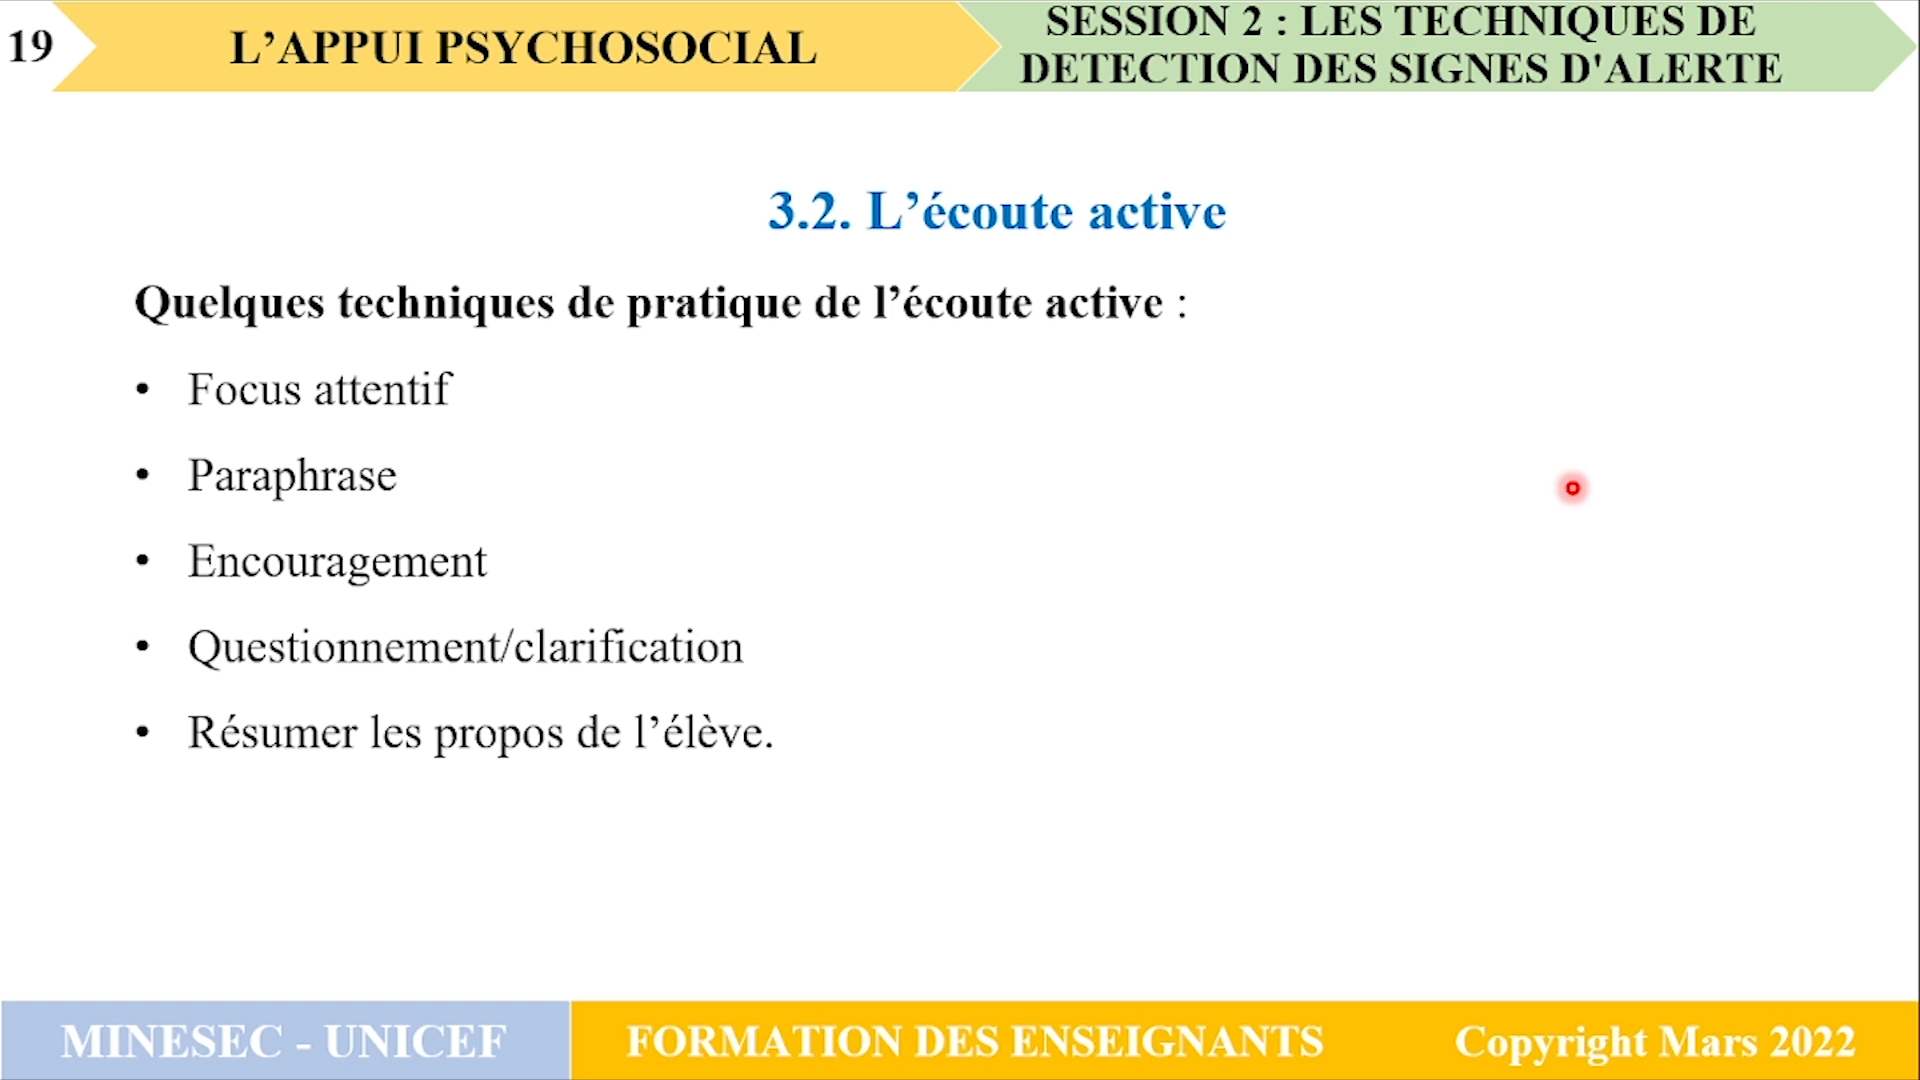 19
L’APPUI PSYCHOSOCIAL
SESSION 2 : LES TECHNIQUES DE
DETECTION DES SIGNES D'ALERTE
3.2. L’écoute active
Quelques techniques de pratique de l’écoute active :
• Focus attentif
• Paraphrase
• Encouragement
• Questionnement/clarification
• Résumer les propos de l’élève.
MINESEC - UNICEF
FORMATION DES ENSEIGNANTS
Copyright Mars 2022